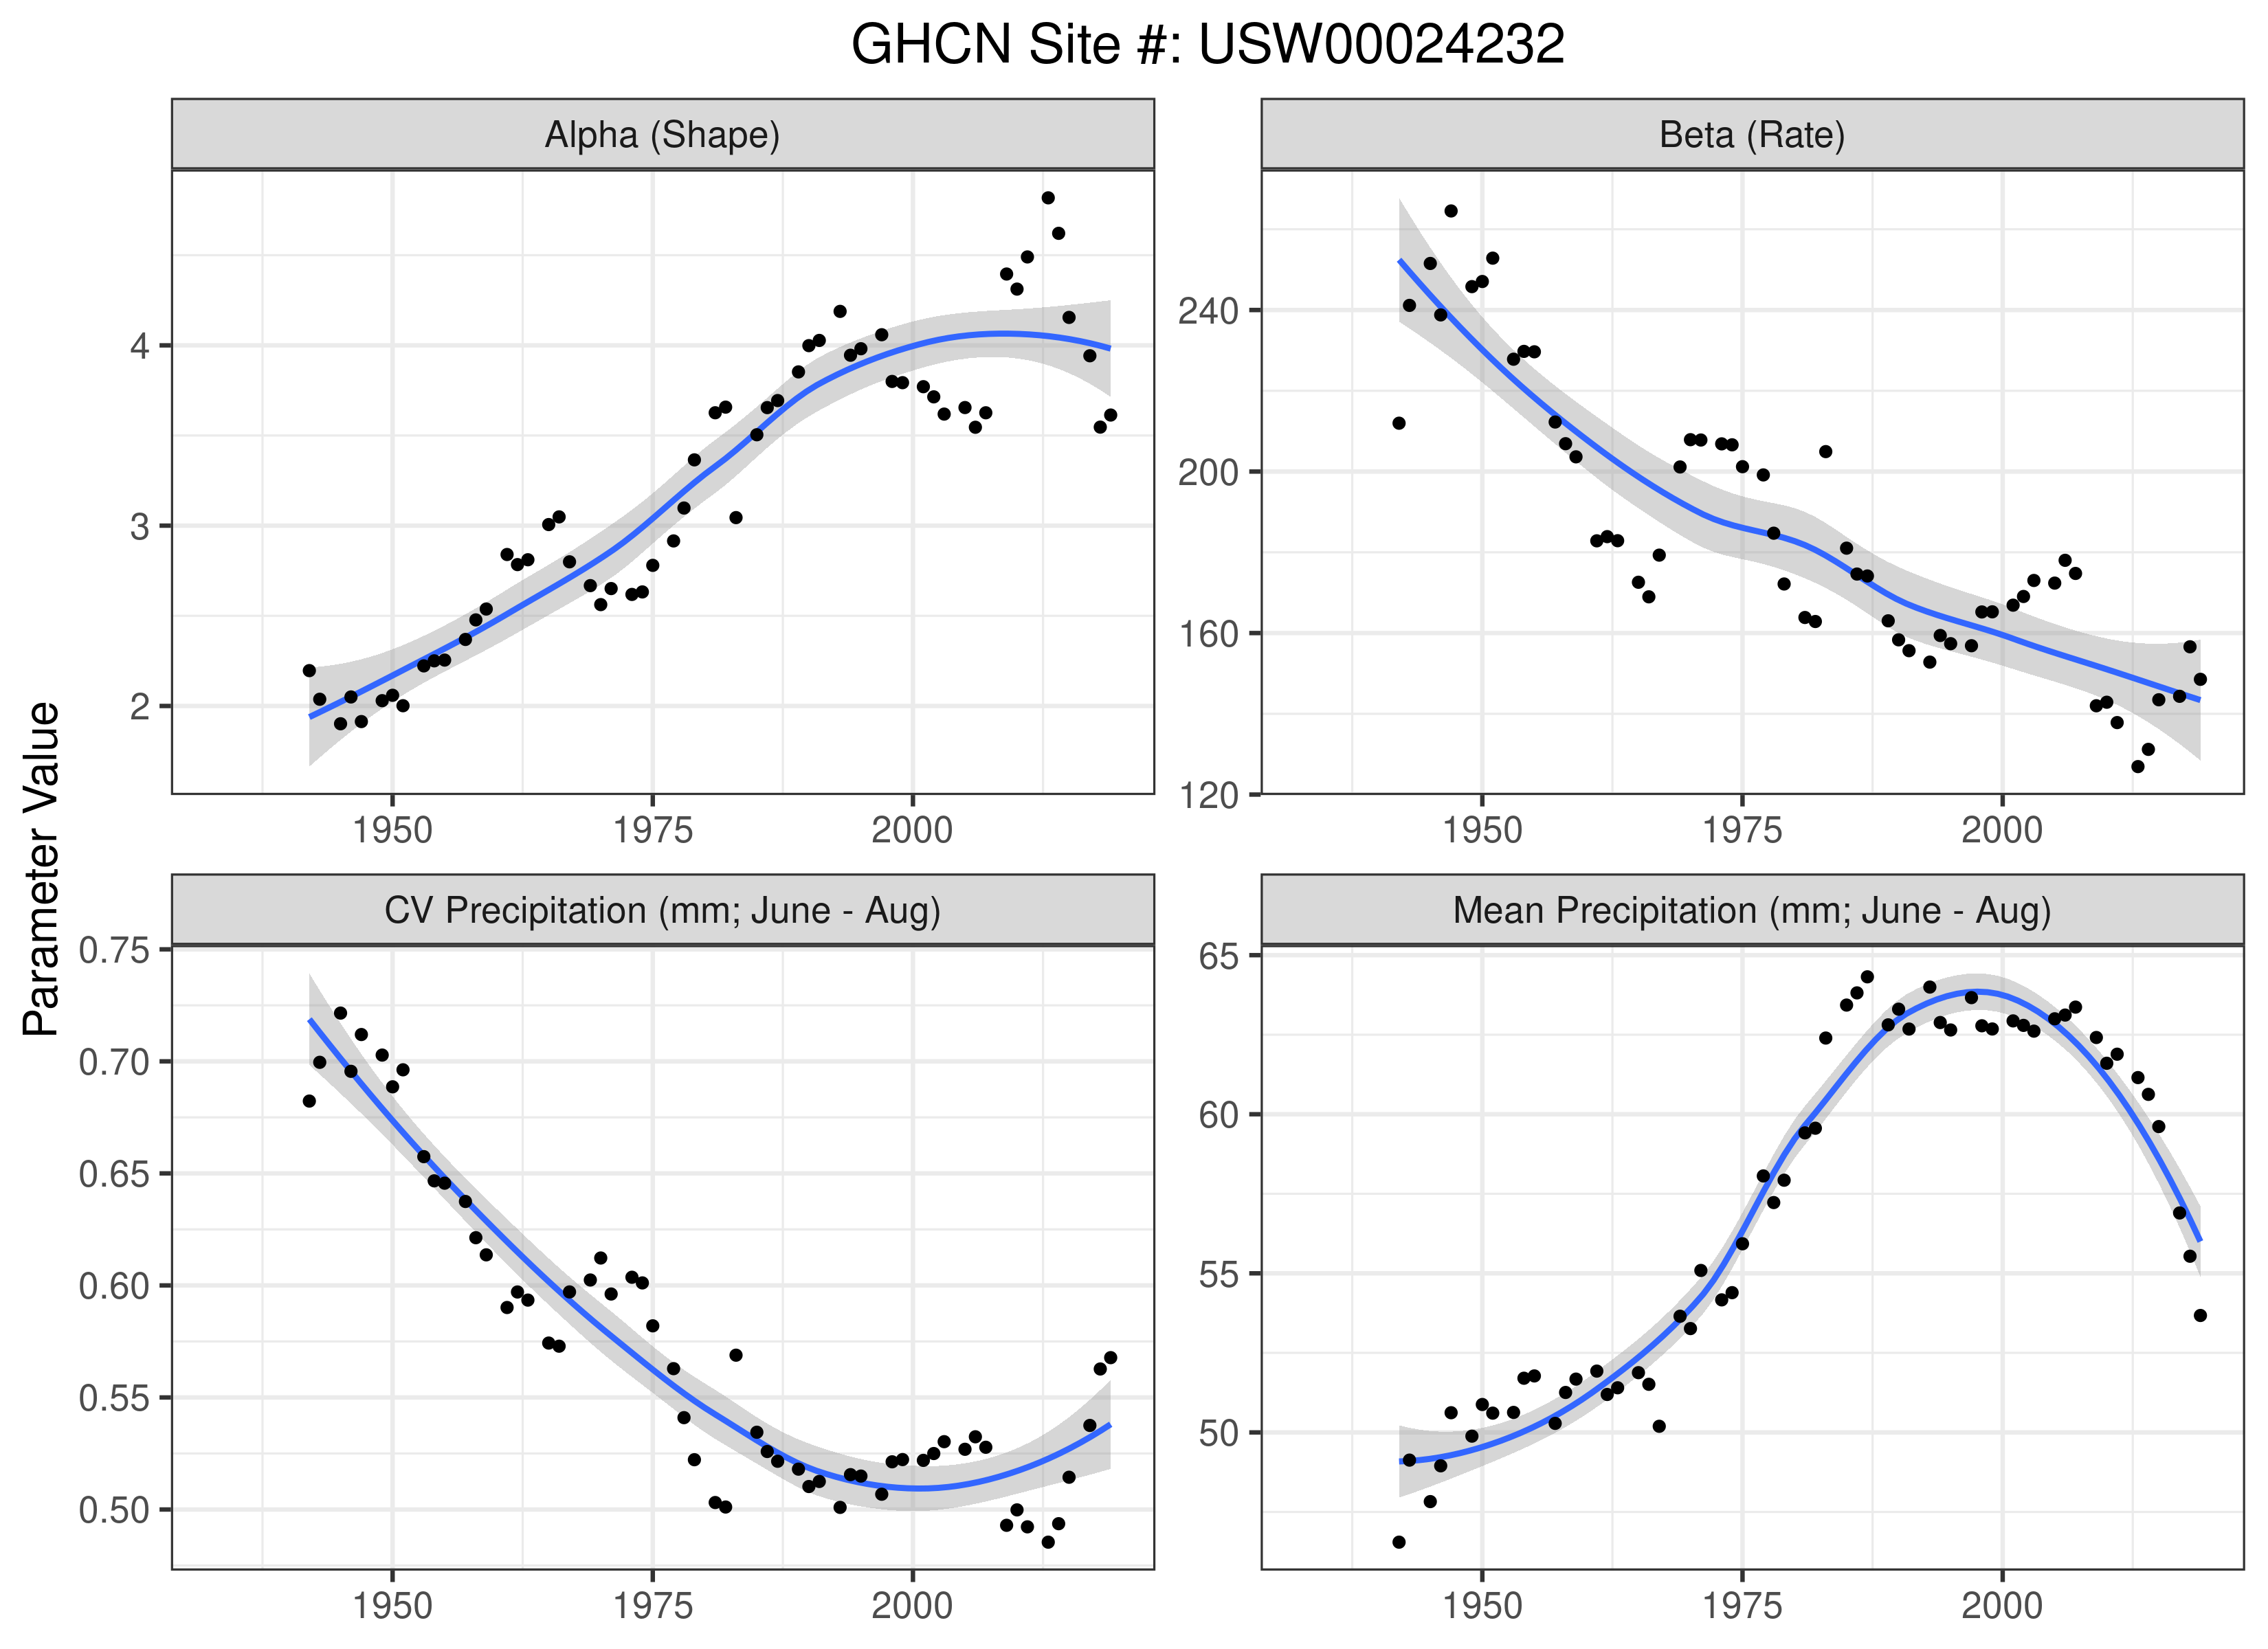 GHCN Site #: USW00024232
Alpha (Shape)
Beta (Rate)
4
3
2
240
200
160
120
1950 1975 2000
1950 1975 2000
Parameter Value
CV Precipitation (mm; June - Aug)
Mean Precipitation (mm; June - Aug)
0.75
0.70
0.65
0.60
0.55
0.50
65
60
55
50
1950 1975 2000
1950 1975 2000